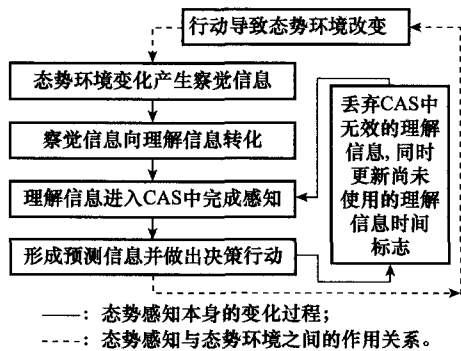 行动导致态势环境改变
态势环境变化产生察觉信息
察觉信息向理解信息转化
理解信息进入CAS中完成感知
形成预测信息并做出决策行动
丢弃CAS中
无效的理解
信息,同时
更新尚未
使用的理解
信息时间
标志
——: 态势感知本身的变化过程;
----: 态势感知与态势环境之间的作用关系。